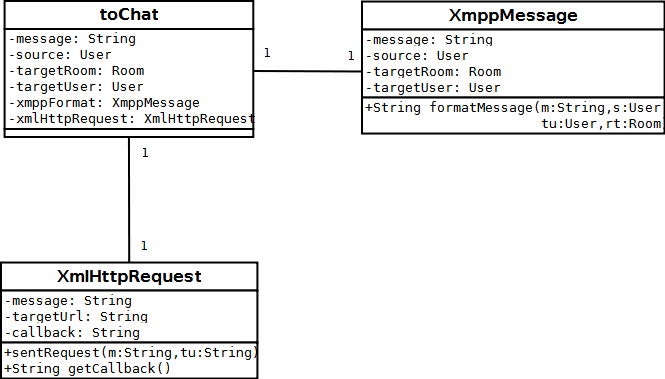 toChat
-message: String
-source: User
-targetRoom: Room
-targetUser: User
-xmppFormat: XmppMessage
-xmlHttpRequest: XmlHttpRequest
1
1
XmppMessage
-message: String
-source: User
-targetRoom: Room
-targetUser: User
+String formatMessage(m:String,s:User
tu:User,rt:Room
1
1
XmlHttpRequest
-message: String
-targetUrl: String
-callback: String
+sentRequest(m:String,tu:String)
+String getCallback()